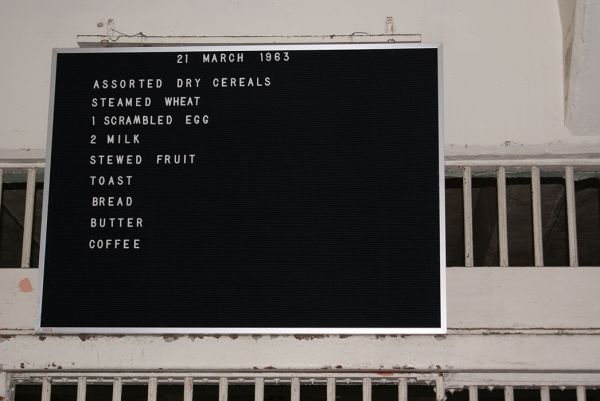 21 MARCH 1963
ASSORTED DRY CEREALS
STEAMED WHEAT
1 SCRAMBLED EGG
2 MILK
STEWED FRUIT
TOAST
BREAD
BUTTER
COFFEE